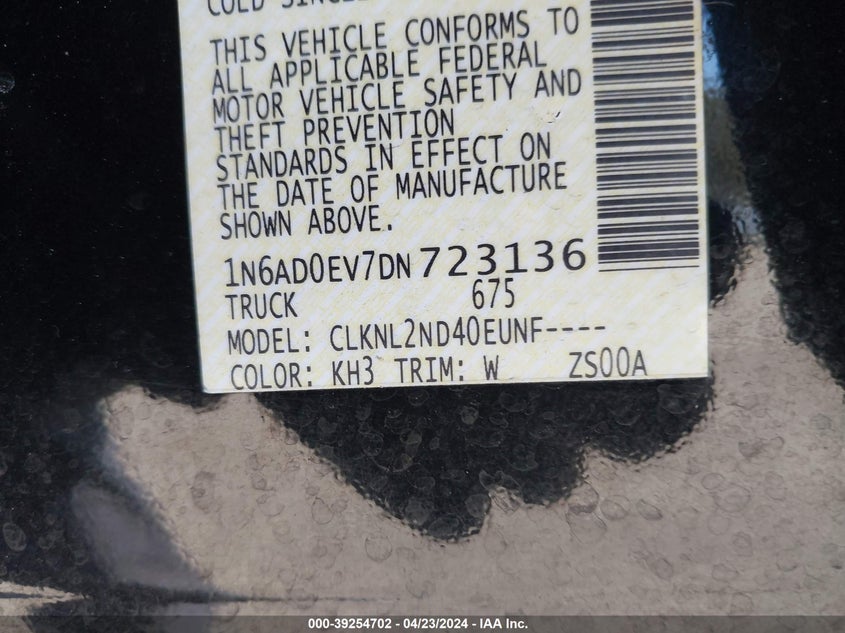 COLD
THIS VEHICLE CONFORMS TO
ALL APPLICABLE FEDERAL
MOTOR VEHICLE SAFETY AND
THEFT PREVENTION
STANDARDS IN EFFECT ON
THE DATE OF MANUFACTURE
SHOWN ABOVE.
1N6AD0EV7DN723136
TRUCK 675
MODEL: CLKNL2ND40EUNF----
COLOR: KH3 TRIM: W ZS00A
000-39254702 - 04/23/2024 - IAA Inc.